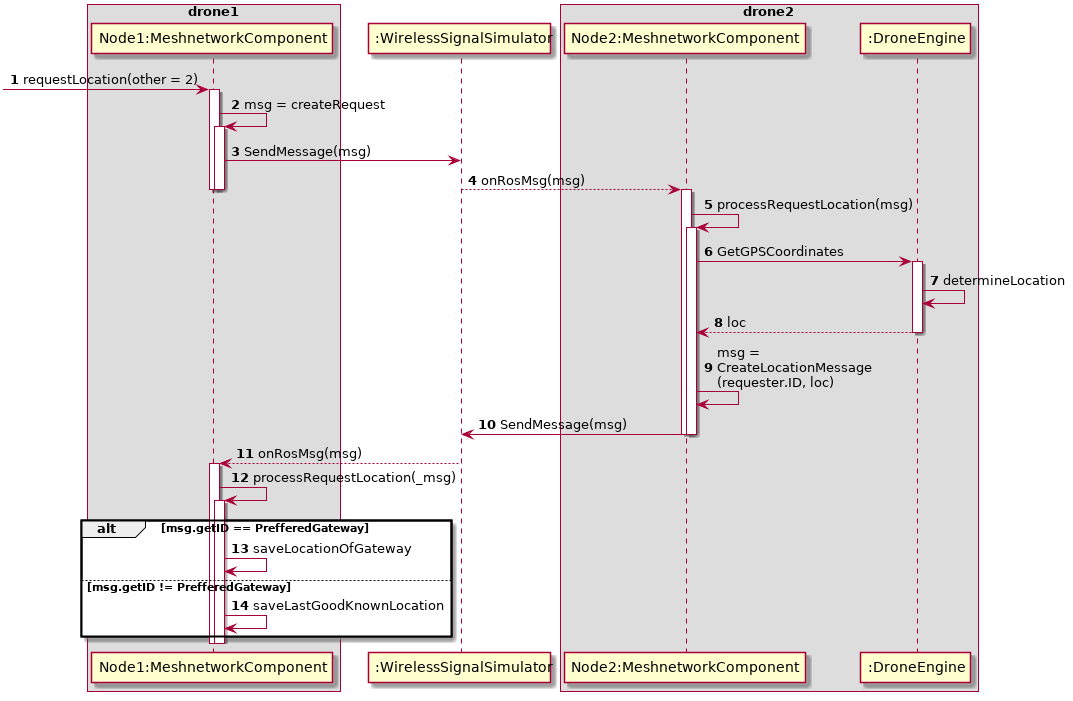 drone1
drone2
Node1:MeshnetworkComponent
:WirelessSignalSimulator
Node2:MeshnetworkComponent
:DroneEngine
1 requestLocation(other = 2)
2 msg = createRequest
3 SendMessage(msg)
4 onRosMsg(msg)
5 processRequestLocation(msg)
6 GetGPSCoordinates
7 determineLocation
8 loc
msg =
9 CreateLocationMessage
(requester.ID, loc)
10 SendMessage(msg)
11 onRosMsg(msg)
12 processRequestLocation(_msg)
alt
[msg.getID == PrefferedGateway]
13 saveLocationOfGateway
[msg.getID != PrefferedGateway]
14 saveLastGoodKnownLocation
Node1:MeshnetworkComponent
:WirelessSignalSimulator
Node2:MeshnetworkComponent
:DroneEngine